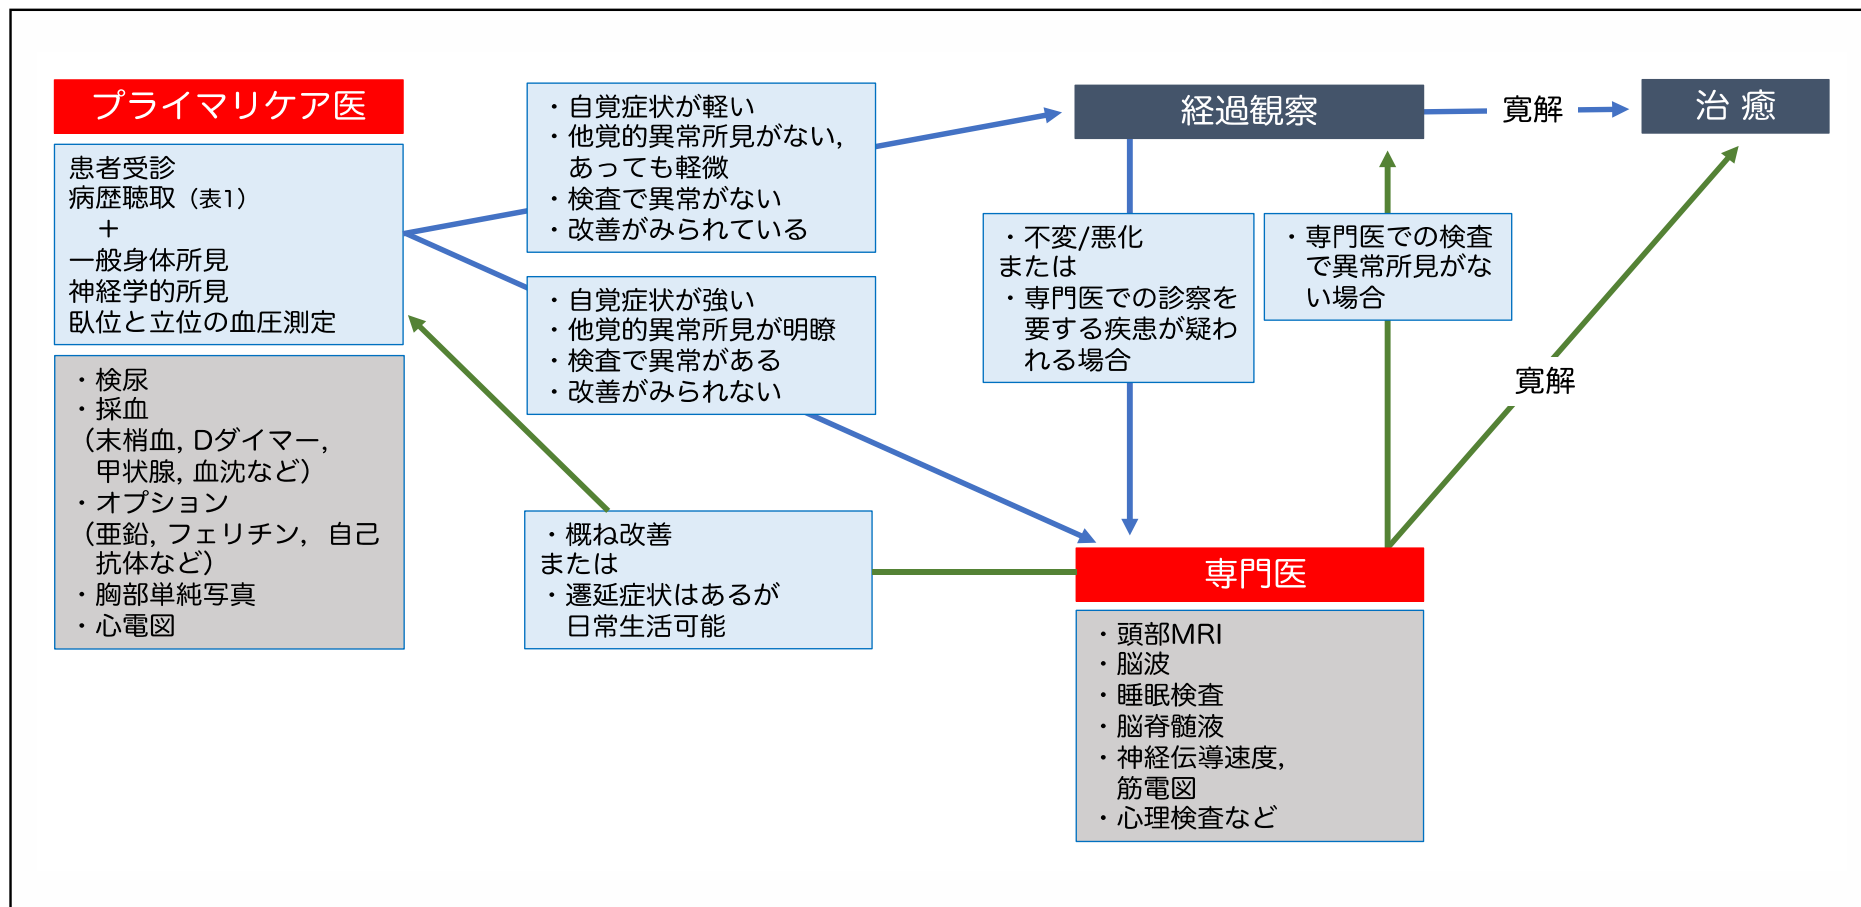 プライマリケア医
患者受診
病歴聴取（表1）
＋
一般身体所見
神経学的所見
臥位と立位の血圧測定
・検尿
・採血
（末梢血, Dダイマー,
甲状腺, 血沈など）
・オプション
（亜鉛, フェリチン, 自己
抗体など）
・胸部単純写真
・心電図
・自覚症状が軽い
・他覚的異常所見がない,
あっても軽微
・検査で異常がない
・改善がみられている
・自覚症状が強い
・他覚的異常所見が明瞭
・検査で異常がある
・改善がみられない
・概ね改善
または
・遷延症状はあるが
日常生活可能
経過観察
寛解
治 癒
・不変/悪化
または
・専門医での診察を
要する疾患が疑わ
れる場合
・専門医での検査
で異常所見がな
い場合
寛解
専門医
・頭部MRI
・脳波
・睡眠検査
・脳脊髄液
・神経伝導速度,
筋電図
・心理検査など